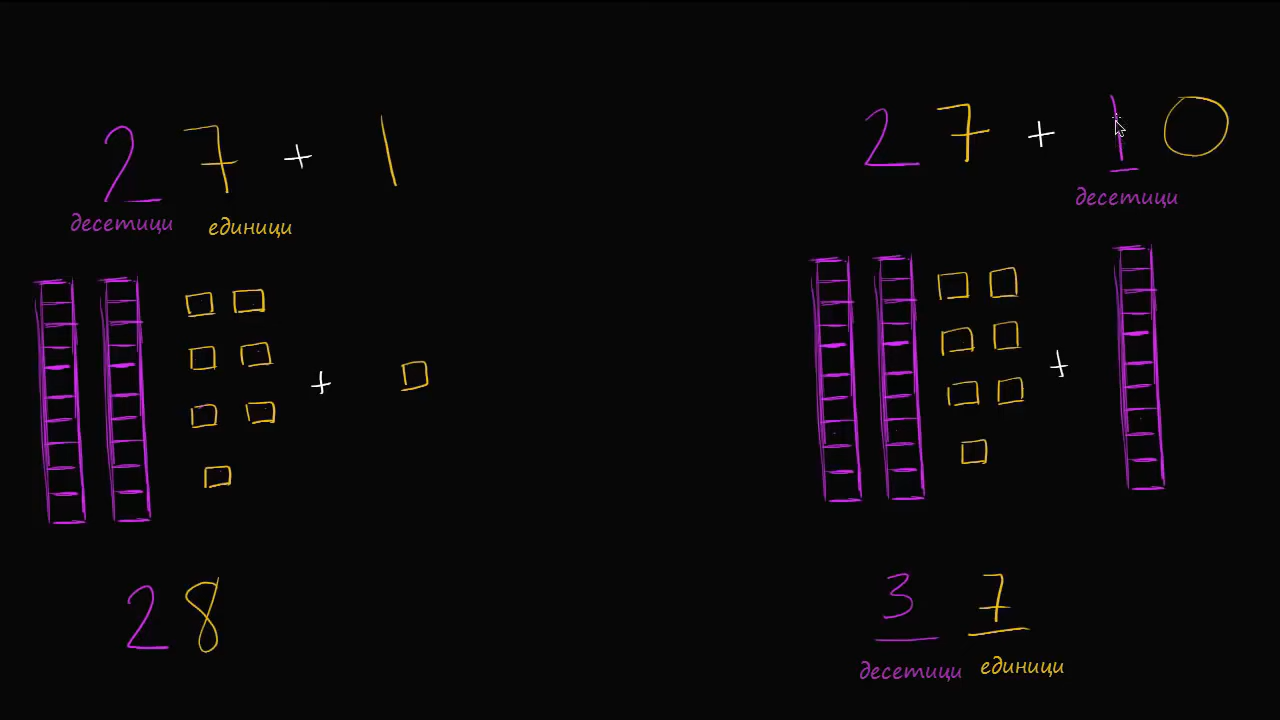 27 + 1
десетици единици
+
28
27 + 10
десетици
+
37
десетици единици